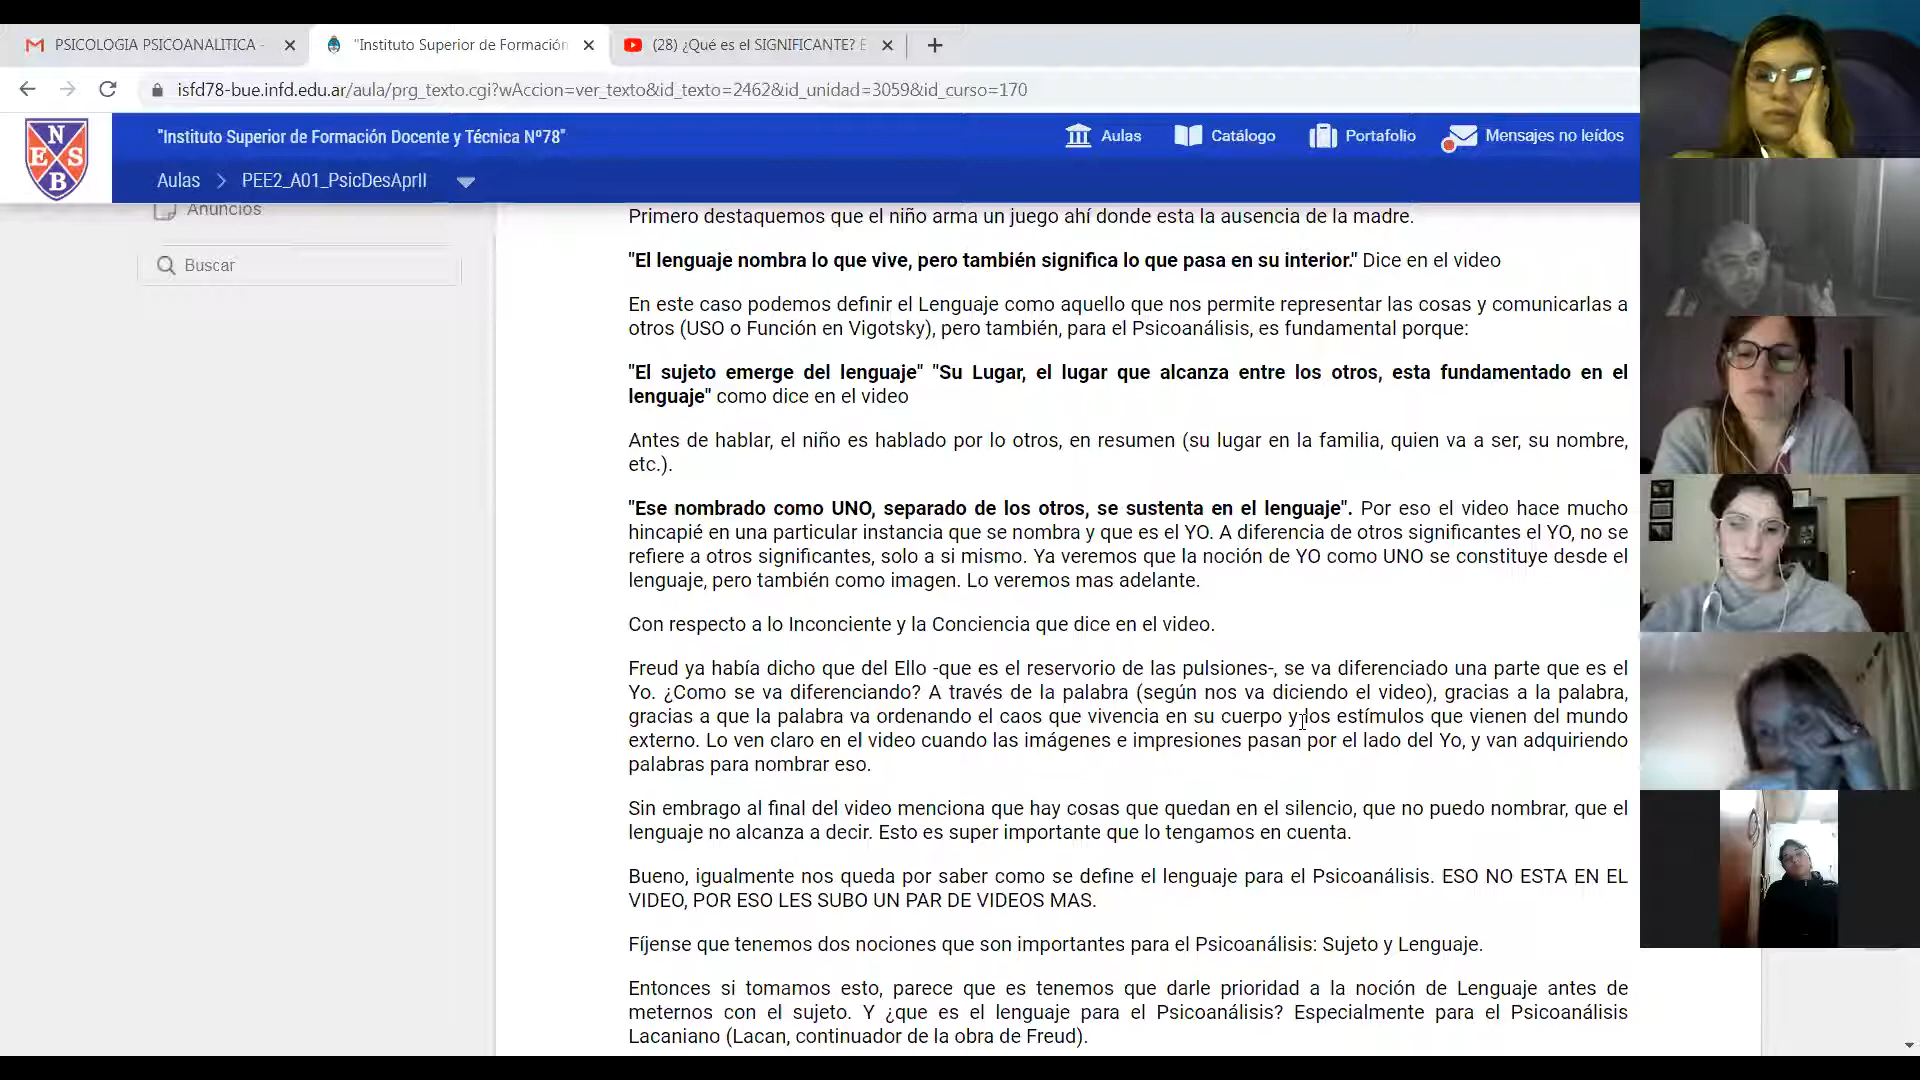 PSICOLOGIA PSICOANALITICA -
"Instituto Superior de Formación
(28) ¿Qué es el SIGNIFICANTE? E
isfd78-bue.infd.edu.ar/aula/prg_texto.cgi?wAccion=ver_texto&id_texto=2462&id_unidad=3059&id_curso=170
N
E S
B
"Instituto Superior de Formación Docente y Técnica Nº78"
Aulas
Catálogo
Portafolio
Mensajes no leídos
Aulas > PEE2_A01_PsicDesAprII
Anuncios
Buscar
Primero destaquemos que el niño arma un juego ahí donde esta la ausencia de la madre.
"El lenguaje nombra lo que vive, pero también significa lo que pasa en su interior." Dice en el video
En este caso podemos definir el Lenguaje como aquello que nos permite representar las cosas y comunicarlas a
otros (USO o Función en Vigotsky), pero también, para el Psicoanálisis, es fundamental porque:
"El sujeto emerge del lenguaje" "Su Lugar, el lugar que alcanza entre los otros, esta fundamentado en el
lenguaje" como dice en el video
Antes de hablar, el niño es hablado por lo otros, en resumen (su lugar en la familia, quien va a ser, su nombre,
etc.).
"Ese nombrado como UNO, separado de los otros, se sustenta en el lenguaje". Por eso el video hace mucho
hincapié en una particular instancia que se nombra y que es el YO. A diferencia de otros significantes el YO, no se
refiere a otros significantes, solo a si mismo. Ya veremos que la noción de YO como UNO se constituye desde el
lenguaje, pero también como imagen. Lo veremos mas adelante.
Con respecto a lo Inconciente y la Conciencia que dice en el video.
Freud ya había dicho que del Ello -que es el reservorio de las pulsiones-, se va diferenciado una parte que es el
Yo. ¿Como se va diferenciando? A través de la palabra (según nos va diciendo el video), gracias a la palabra,
gracias a que la palabra va ordenando el caos que vivencia en su cuerpo y los estímulos que vienen del mundo
externo. Lo ven claro en el video cuando las imágenes e impresiones pasan por el lado del Yo, y van adquiriendo
palabras para nombrar eso.
Sin embrago al final del video menciona que hay cosas que quedan en el silencio, que no puedo nombrar, que el
lenguaje no alcanza a decir. Esto es super importante que lo tengamos en cuenta.
Bueno, igualmente nos queda por saber como se define el lenguaje para el Psicoanálisis. ESO NO ESTA EN EL
VIDEO, POR ESO LES SUBO UN PAR DE VIDEOS MAS.
Fíjense que tenemos dos nociones que son importantes para el Psicoanálisis: Sujeto y Lenguaje.
Entonces si tomamos esto, parece que es tenemos que darle prioridad a la noción de Lenguaje antes de
meternos con el sujeto. Y ¿que es el lenguaje para el Psicoanálisis? Especialmente para el Psicoanálisis
Lacaniano (Lacan, continuador de la obra de Freud).